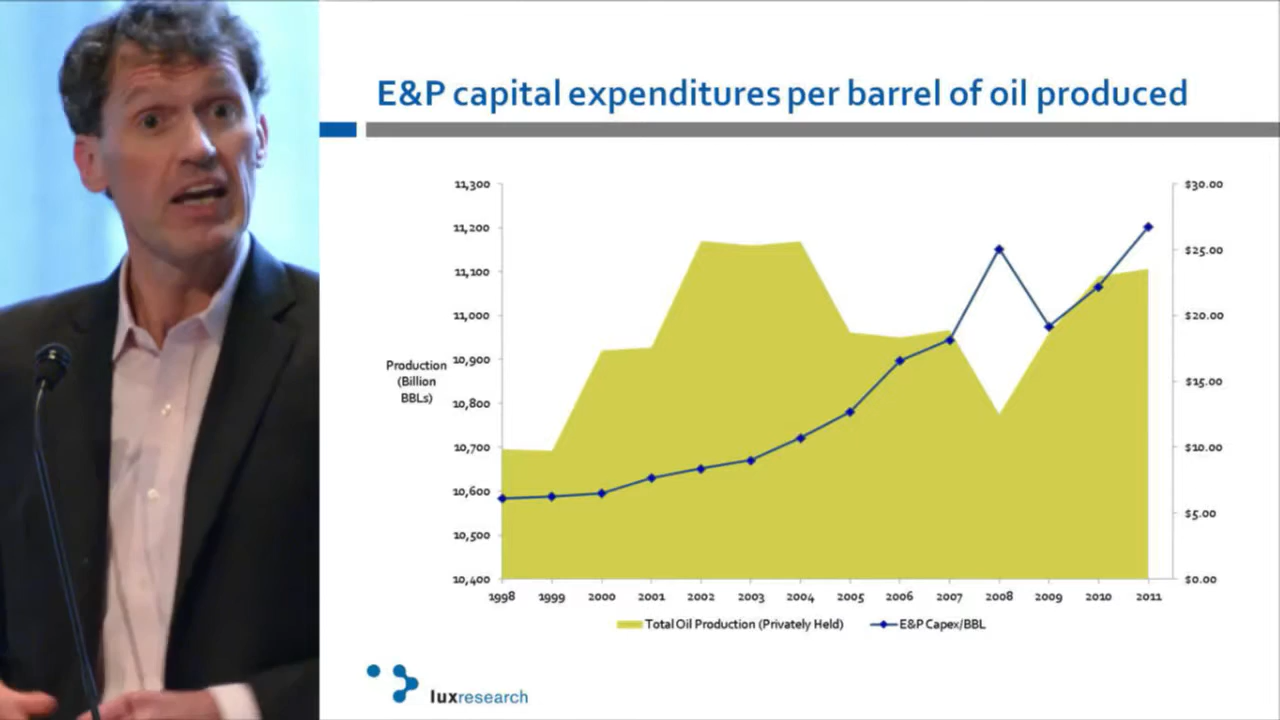 E&P capital expenditures per barrel of oil produced
11,300
11,200
11,100
11,000
10,900
10,800
10,700
10,600
10,500
10,400
Production
(Billion
BBLs)
$30.00
$25.00
$20.00
$15.00
$10.00
$5.00
$0.00
1998 1999 2000 2001 2002 2003 2004 2005 2006 2007 2008 2009 2010 2011
Total Oil Production (Privately Held) E&P Capex/BBL
luxresearch